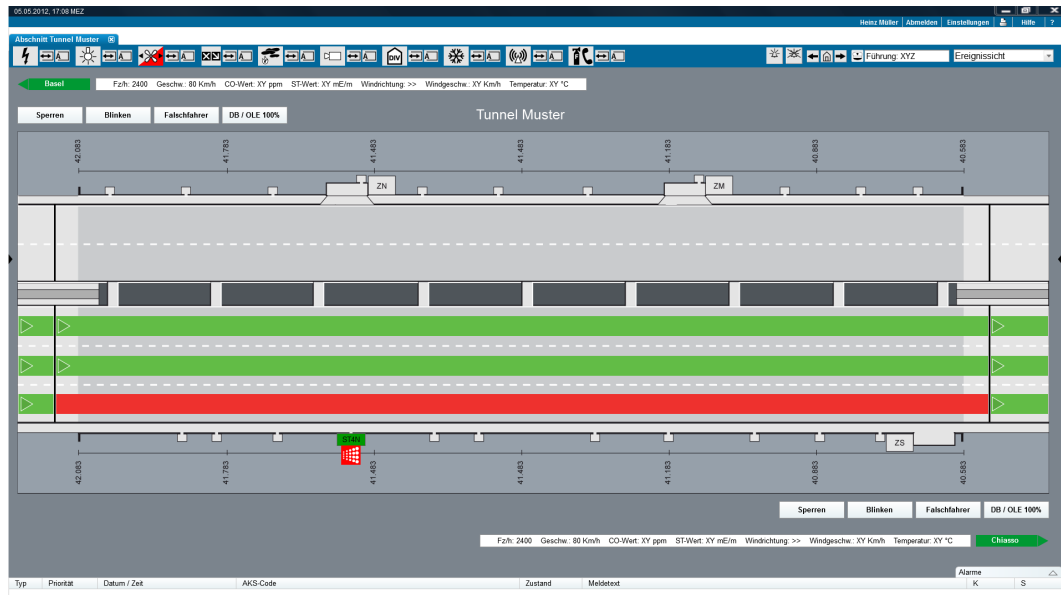 05.05.2012, 17:08 MEZ
Heinz Müller | Abmelden | Einstellungen | Hilfe | ?
Abschnitt Tunnel Muster
A A A A A A DIV A A A A Führung: XYZ Ereignissicht
Basel Fz/h: 2400 Geschw.: 80 Km/h CO-Wert: XY ppm ST-Wert: XY mE/m Windrichtung: >> Windgeschw.: XY Km/h Temperatur: XY °C
Sperren Blinken Falschfahrer DB / OLE 100% Tunnel Muster
42.083 41.783 41.483 41.483 41.183 40.883 40.583
ZN ZM
ST4N
ZS
42.083 41.783 41.483 41.483 41.183 40.883 40.583
Sperren Blinken Falschfahrer DB / OLE 100%
Fz/h: 2400 Geschw.: 80 Km/h CO-Wert: XY ppm ST-Wert: XY mE/m Windrichtung: >> Windgeschw.: XY Km/h Temperatur: XY °C Chiasso
Alarme
Typ Priorität Datum / Zeit AKS-Code Zustand Meldetext K S